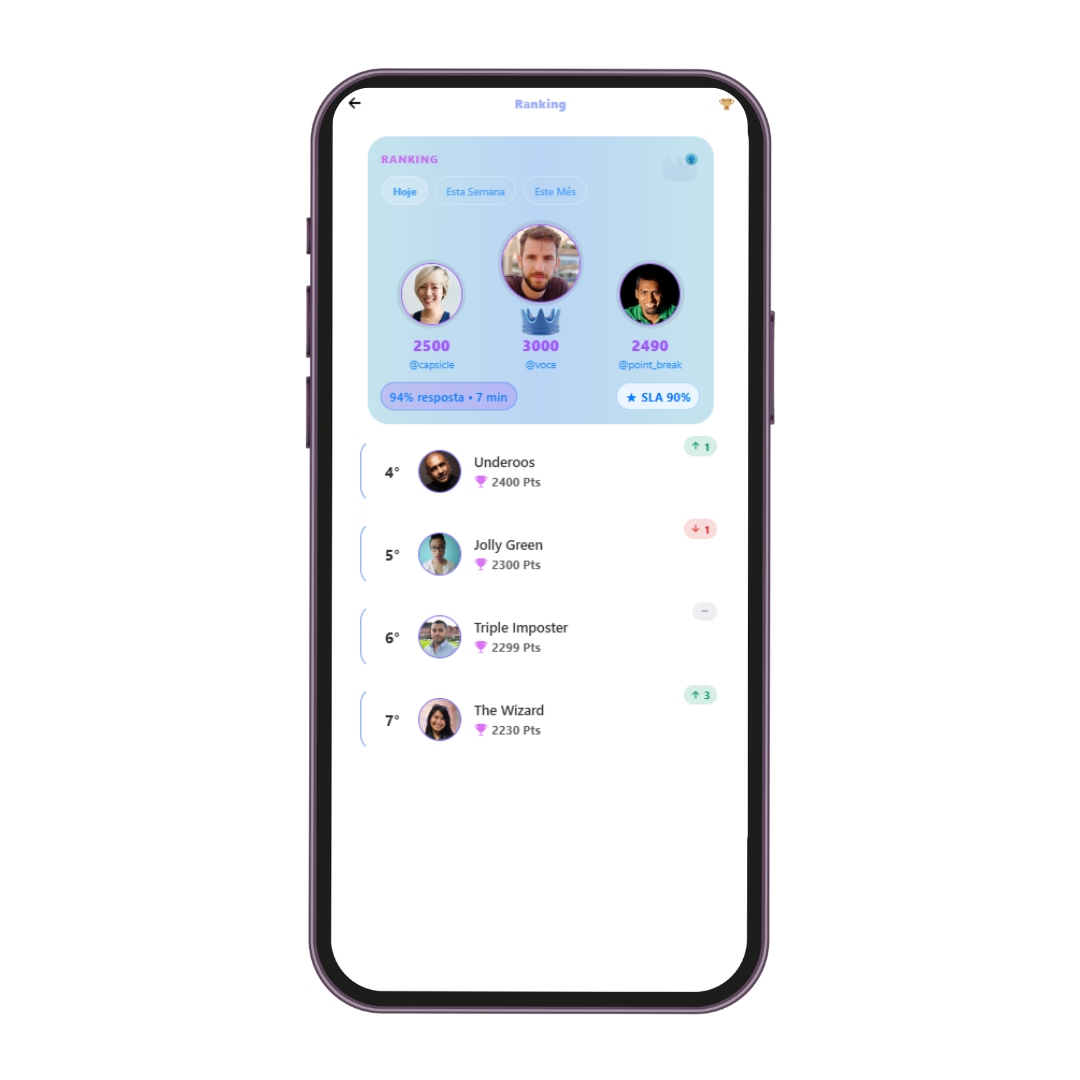 Ranking
RANKING
Hoje
Esta Semana
Este Mês
2500
3000
2490
@capsicle
@voce
@point_break
94% resposta • 7 min
★ SLA 90%
↑ 1
4°
Underoos
2400 Pts
↓ 1
5°
Jolly Green
2300 Pts
–
6°
Triple Imposter
2299 Pts
↑ 3
7°
The Wizard
2230 Pts